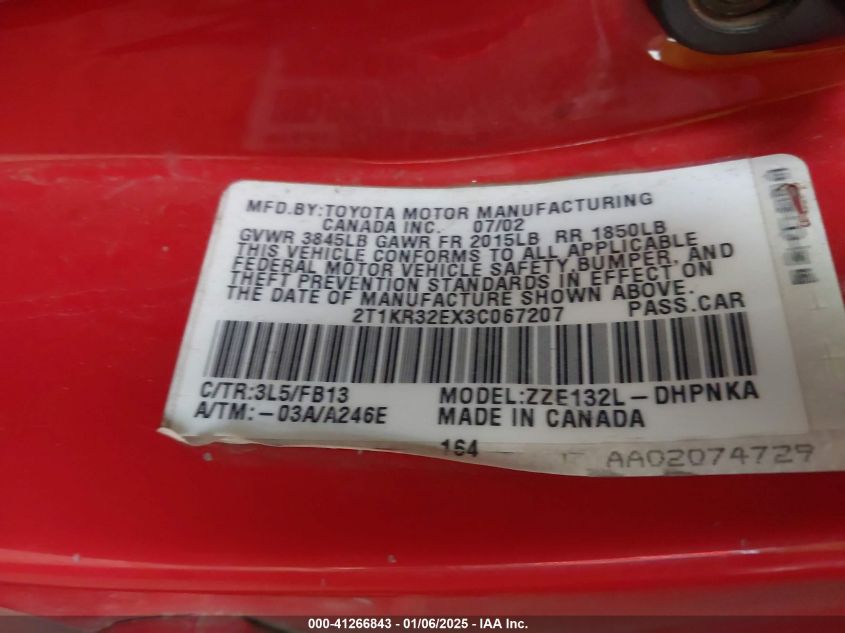 MFD.BY:TOYOTA MOTOR MANUFACTURING
CANADA INC. 07/02
GVWR 3845LB GAWR FR 2015LB RR 1850LB
THIS VEHICLE CONFORMS TO ALL APPLICABLE
FEDERAL MOTOR VEHICLE SAFETY,BUMPER, AND
THEFT PREVENTION STANDARDS IN EFFECT ON
THE DATE OF MANUFACTURE SHOWN ABOVE.
2T1KR32EX3C067207 PASS.CAR
C/TR:3L5/FB13 MODEL:ZZE132L-DHPNKA
A/TM:-03A/A246E MADE IN CANADA
164
AA02074729
000-41266843 - 01/06/2025 - IAA Inc.